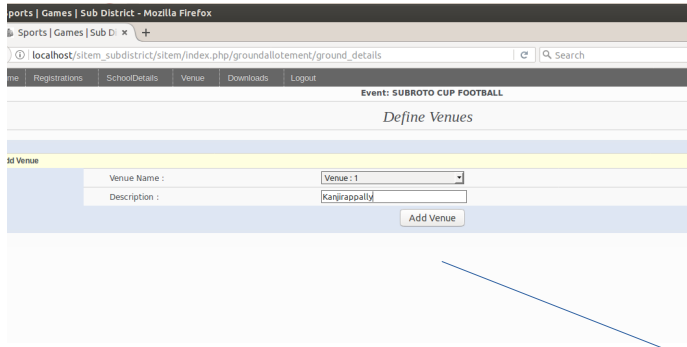 ports | Games | Sub District - Mozilla Firefox
Sports | Games | Sub Di × +
localhost/sitem_subdistrict/sitem/index.php/groundallotement/ground_details Search
me Registrations SchoolDetails Venue Downloads Logout
Event: SUBROTO CUP FOOTBALL
Define Venues
dd Venue
Venue Name : Venue : 1
Description : Kanjirappally
Add Venue